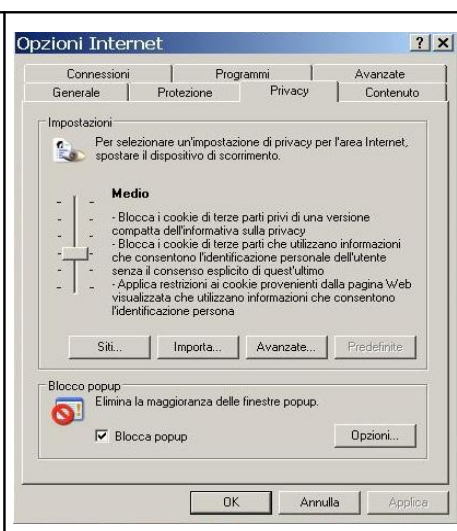 Opzioni Internet
Connessioni Programmi Avanzate
Generale Protezione Privacy Contenuto
Impostazioni
Per selezionare un'impostazione di privacy per l'area Internet,
spostare il dispositivo di scorrimento.
Medio
- Blocca i cookie di terze parti privi di una versione
compatta dell'informativa sulla privacy
- Blocca i cookie di terze parti che utilizzano informazioni
che consentono l'identificazione personale dell'utente
senza il consenso esplicito di quest'ultimo
- Applica restrizioni ai cookie provenienti dalla pagina Web
visualizzata che utilizzano informazioni che consentono
l'identificazione persona
Siti... Importa... Avanzate... Predefinite
Blocco popup
Elimina la maggioranza delle finestre popup.
Blocca popup Opzioni...
OK Annulla Applica